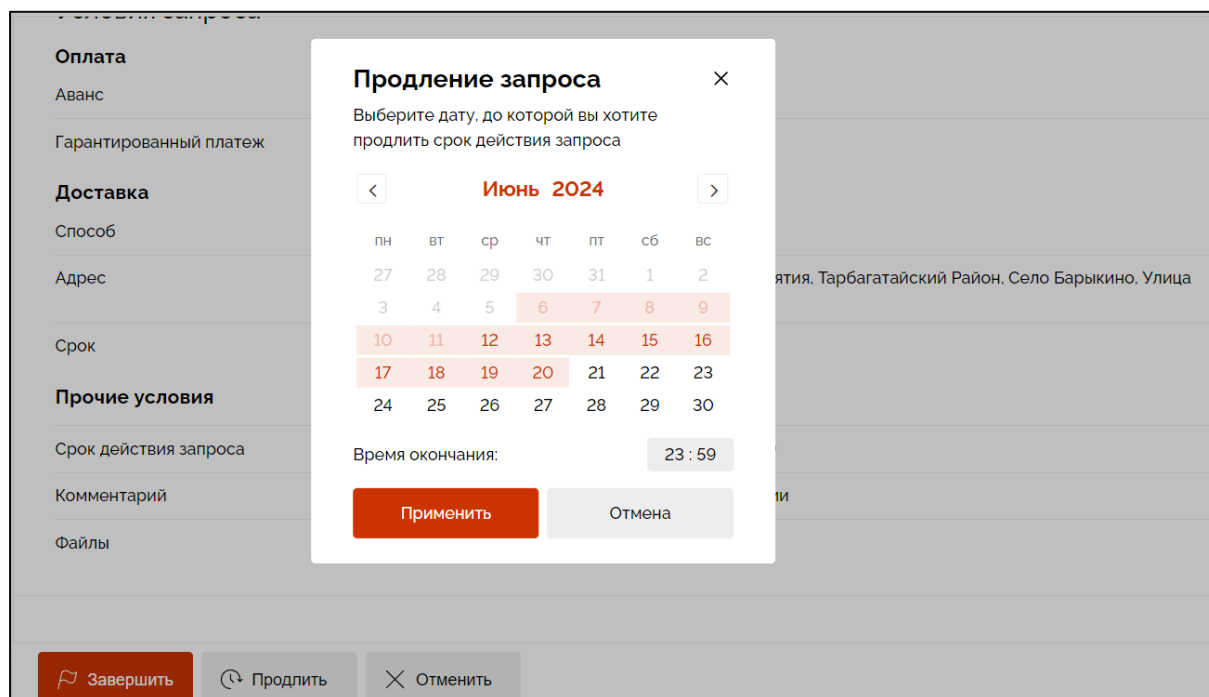 Оплата
Аванс
Гарантированный платеж
Доставка
Способ
Адрес
Тарбагатайский Район, Село Барыкино, Улица
Срок
Прочие условия
Срок действия запроса
Комментарий
Файлы
Продление запроса
Выберите дату, до которой вы хотите
продлить срок действия запроса
Июнь 2024
пн вт ср чт пт сб вс
27 28 29 30 31 1 2
3 4 5 6 7 8 9
10 11 12 13 14 15 16
17 18 19 20 21 22 23
24 25 26 27 28 29 30
Время окончания: 23 : 59
Применить Отмена
Завершить Продлить Отменить